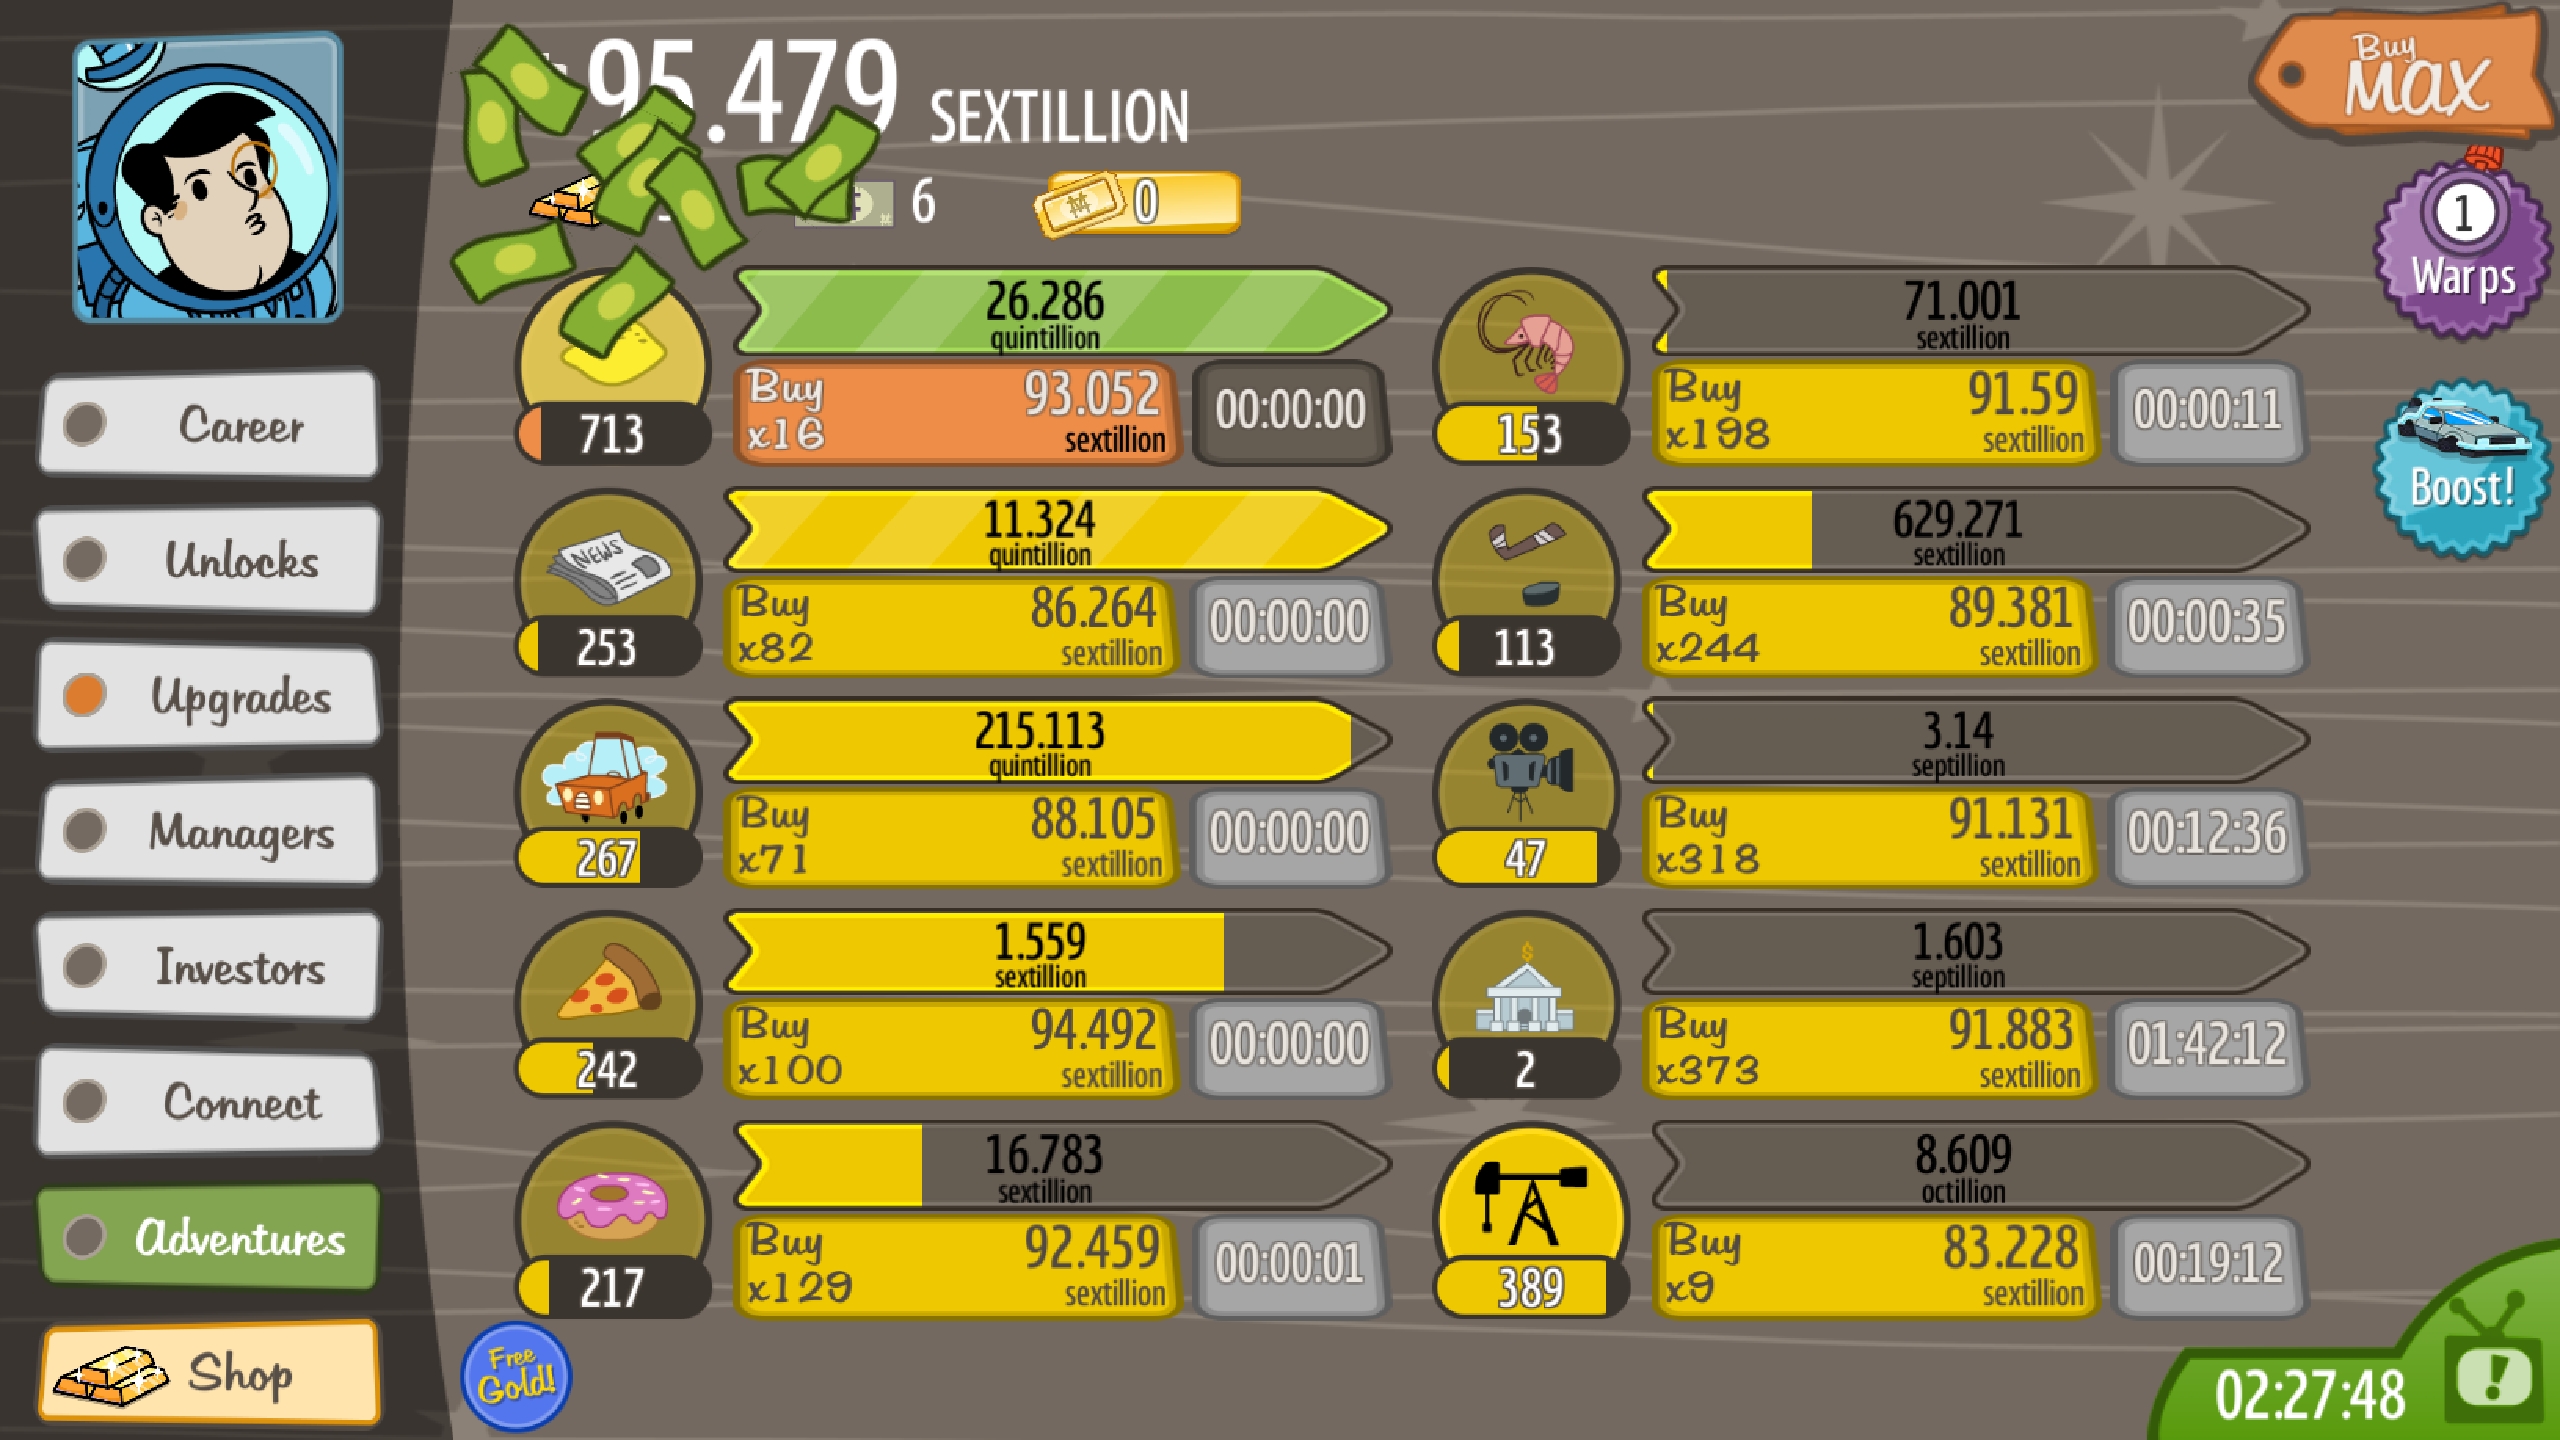 95.479 SEXTILLION
Buy
MAX
6
0
1
Warps
Boost!
Career
Unlocks
Upgrades
Managers
Investors
Connect
Adventures
Shop
26.286
quintillion
713
Buy
x16
93.052
sextillion
00:00:00
NEWS
11.324
quintillion
253
Buy
x82
86.264
sextillion
00:00:00
215.113
quintillion
267
Buy
x71
88.105
sextillion
00:00:00
1.559
sextillion
242
Buy
x100
94.492
sextillion
00:00:00
16.783
sextillion
217
Buy
x129
92.459
sextillion
00:00:01
71.001
sextillion
153
Buy
x198
91.59
sextillion
00:00:11
629.271
sextillion
113
Buy
x244
89.381
sextillion
00:00:35
3.14
septillion
47
Buy
x318
91.131
sextillion
00:12:36
1.603
septillion
2
Buy
x373
91.883
sextillion
01:42:12
8.609
octillion
389
Buy
x9
83.228
sextillion
00:19:12
Free
Gold!
02:27:48
!